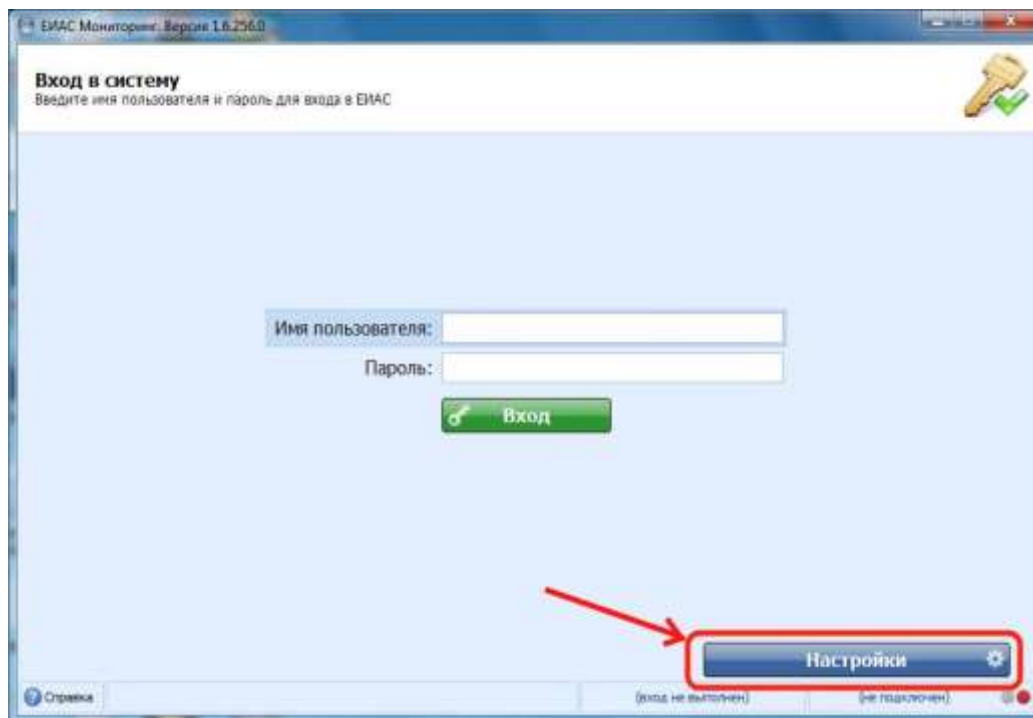 ЕИАС Мониторинг. Версия 1.6.256.0
Вход в систему
Введите имя пользователя и пароль для входа в ЕИАС
Имя пользователя:
Пароль:
Вход
Настройки
Справка
(вход не выполнен)
(не подключен)